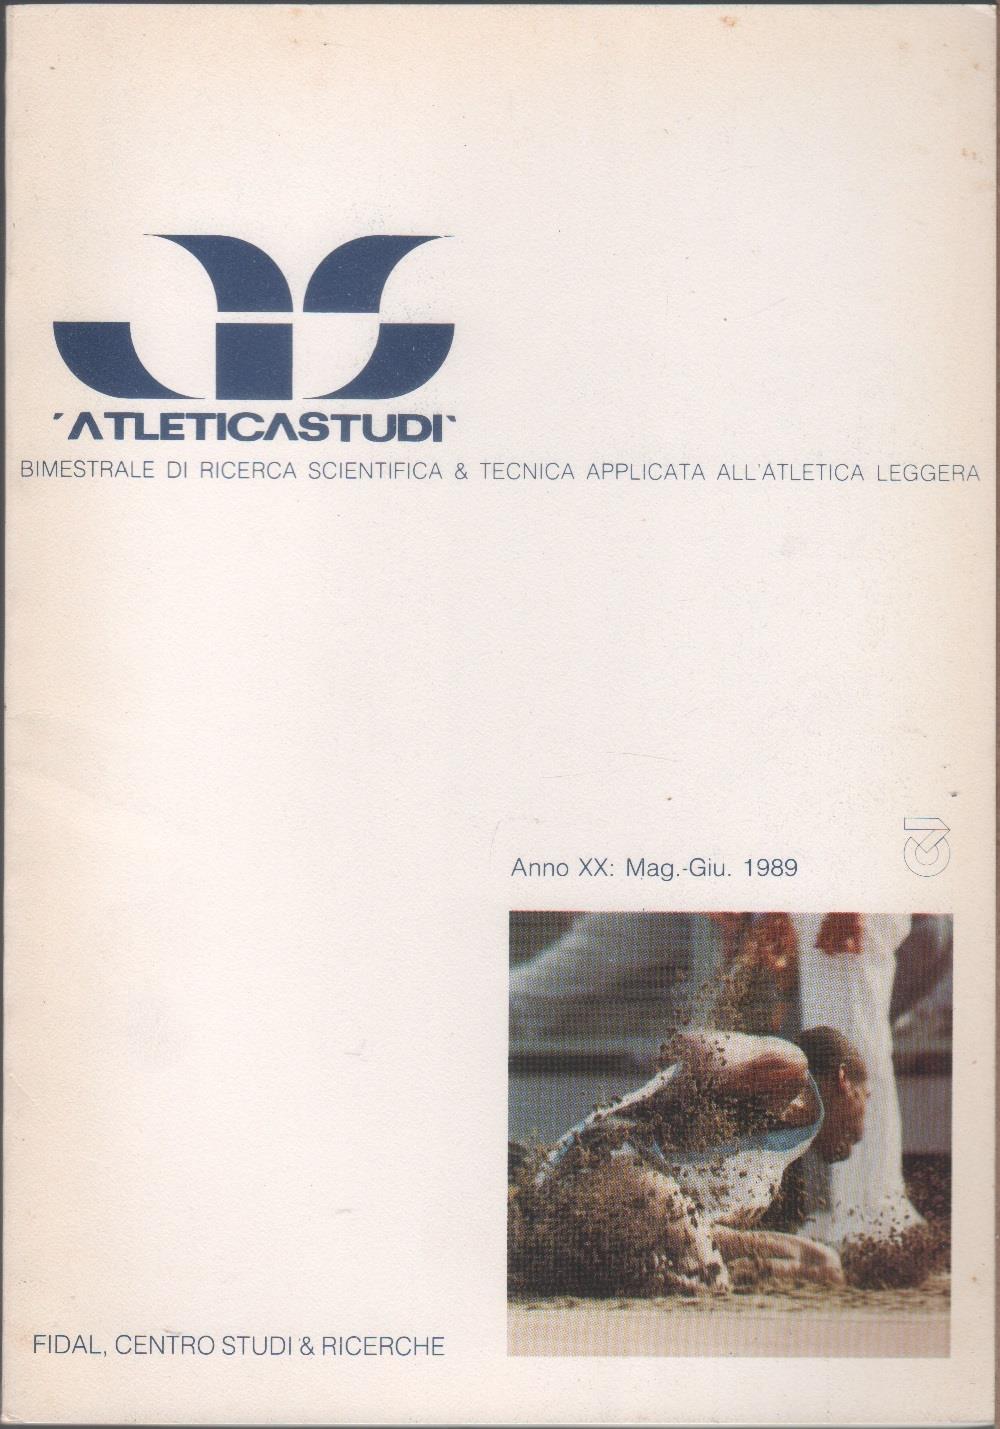 'ATLETICASTUDI'
BIMESTRALE DI RICERCA SCIENTIFICA & TECNICA APPLICATA ALL'ATLETICA LEGGERA
Anno XX: Mag.-Giu. 1989
FIDAL, CENTRO STUDI & RICERCHE